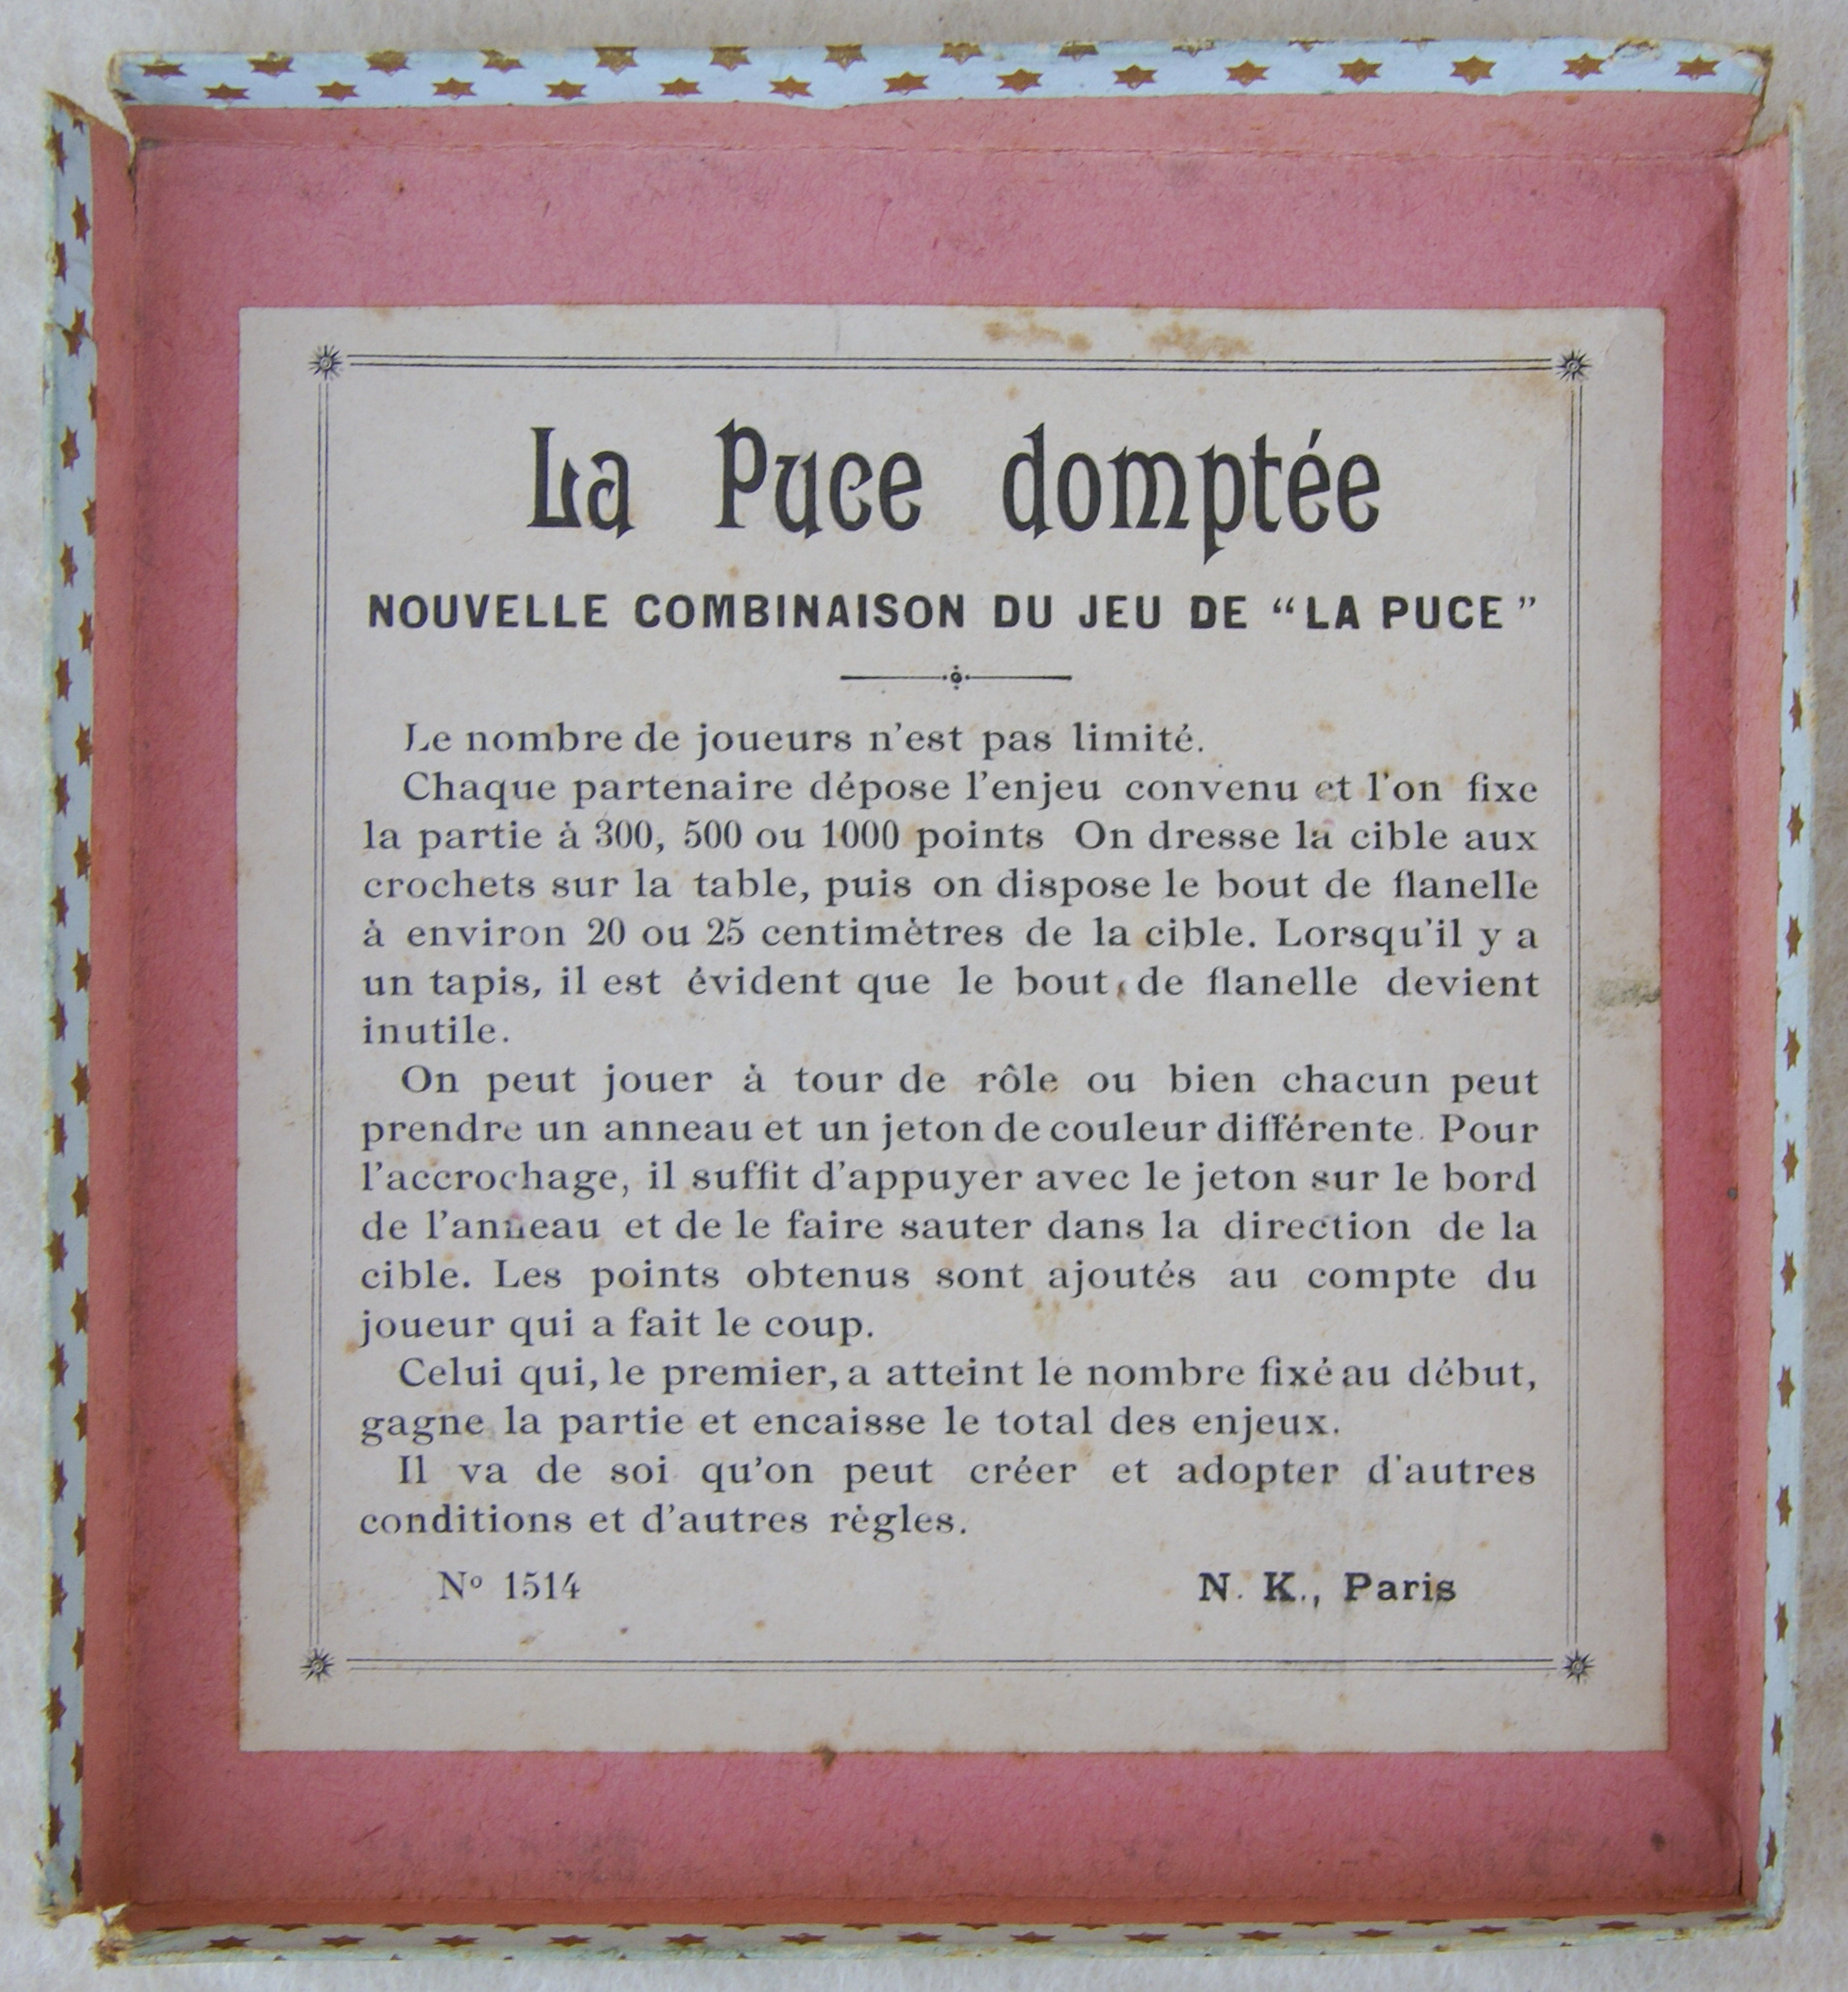 La Puce domptée
NOUVELLE COMBINAISON DU JEU DE “LA PUCE”
Le nombre de joueurs n'est pas limité.
Chaque partenaire dépose l'enjeu convenu et l'on fixe
la partie à 300, 500 ou 1000 points On dresse la cible aux
crochets sur la table, puis on dispose le bout de flanelle
à environ 20 ou 25 centimètres de la cible. Lorsqu'il y a
un tapis, il est évident que le bout de flanelle devient
inutile.
On peut jouer à tour de rôle ou bien chacun peut
prendre un anneau et un jeton de couleur différente. Pour
l'accrochage, il suffit d'appuyer avec le jeton sur le bord
de l'anneau et de le faire sauter dans la direction de la
cible. Les points obtenus sont ajoutés au compte du
joueur qui a fait le coup.
Celui qui, le premier, a atteint le nombre fixé au début,
gagne la partie et encaisse le total des enjeux.
Il va de soi qu'on peut créer et adopter d'autres
conditions et d'autres règles.
Nº 1514 N. K., Paris